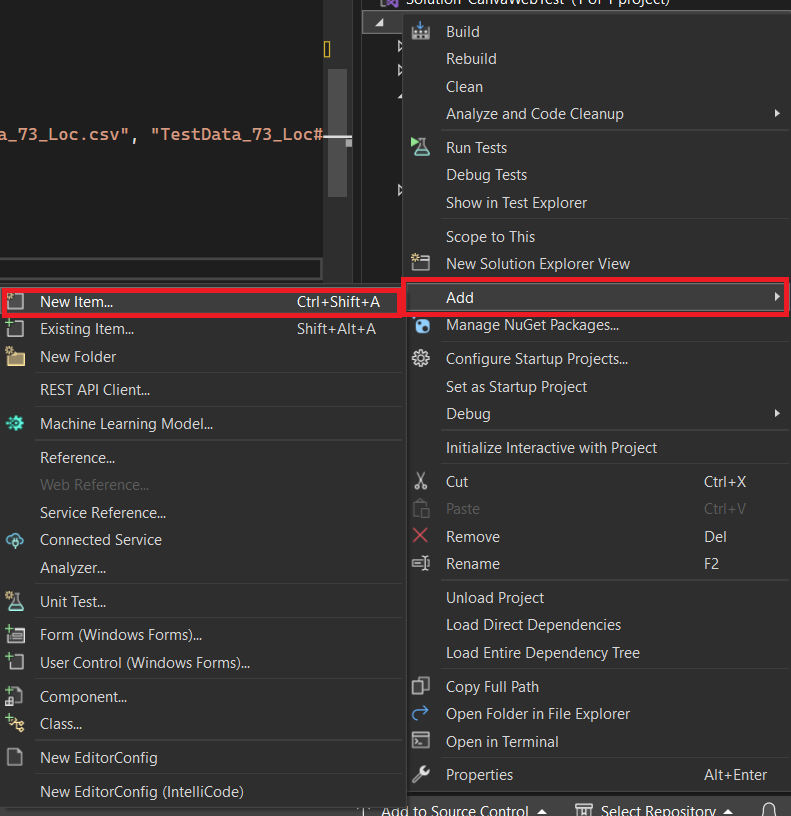 Solution 'CanvaWebTest' (1 of 1 project)
Build
Rebuild
Clean
Analyze and Code Cleanup
a_73_Loc.csv", "TestData_73_Loc#
Run Tests
Debug Tests
Show in Test Explorer
Scope to This
New Solution Explorer View
Add
Manage NuGet Packages...
Configure Startup Projects...
Set as Startup Project
Debug
Initialize Interactive with Project
Cut Ctrl+X
Paste Ctrl+V
Remove Del
Rename F2
Unload Project
Load Direct Dependencies
Load Entire Dependency Tree
Copy Full Path
Open Folder in File Explorer
Open in Terminal
Properties Alt+Enter
New Item... Ctrl+Shift+A
Existing Item... Shift+Alt+A
New Folder
REST API Client...
Machine Learning Model...
Reference...
Web Reference...
Service Reference...
Connected Service
Analyzer...
Unit Test...
Form (Windows Forms)...
User Control (Windows Forms)...
Component...
Class...
New EditorConfig
New EditorConfig (IntelliCode)
Add to Source Control Select Repository